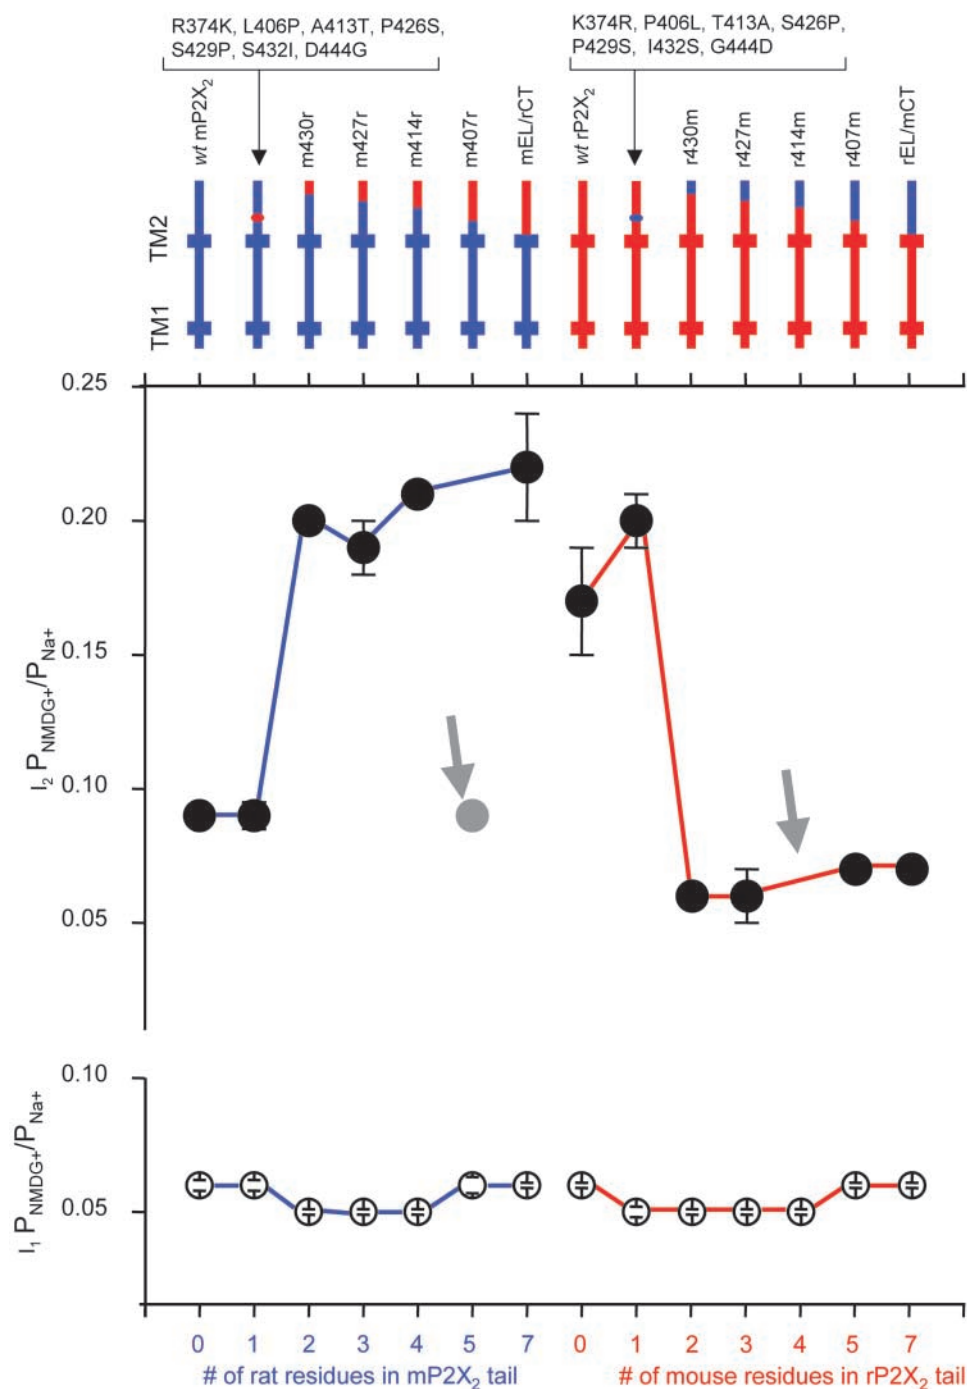 R374K, L406P, A413T, P426S,
S429P, S432I, D444G
K374R, P406L, T413A, S426P,
P429S, I432S, G444D
wt mP2X2
m430r
m427r
m414r
m407r
mEL/rCT
wt rP2X2
r430m
r427m
r414m
r407m
rEL/mCT
TM2
TM1
0.25
0.20
0.15
0.10
0.05
I2 PNMDG+/PNa+
0.10
0.05
I1 PNMDG+/PNa+
0 1 2 3 4 5 7 0 1 2 3 4 5 7
# of rat residues in mP2X2 tail # of mouse residues in rP2X2 tail